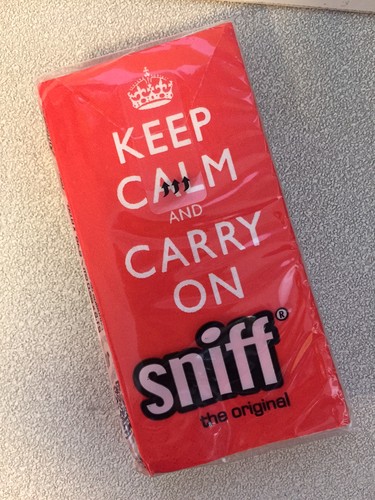 KEEP
CALM
AND
CARRY
ON
sniff®
the original